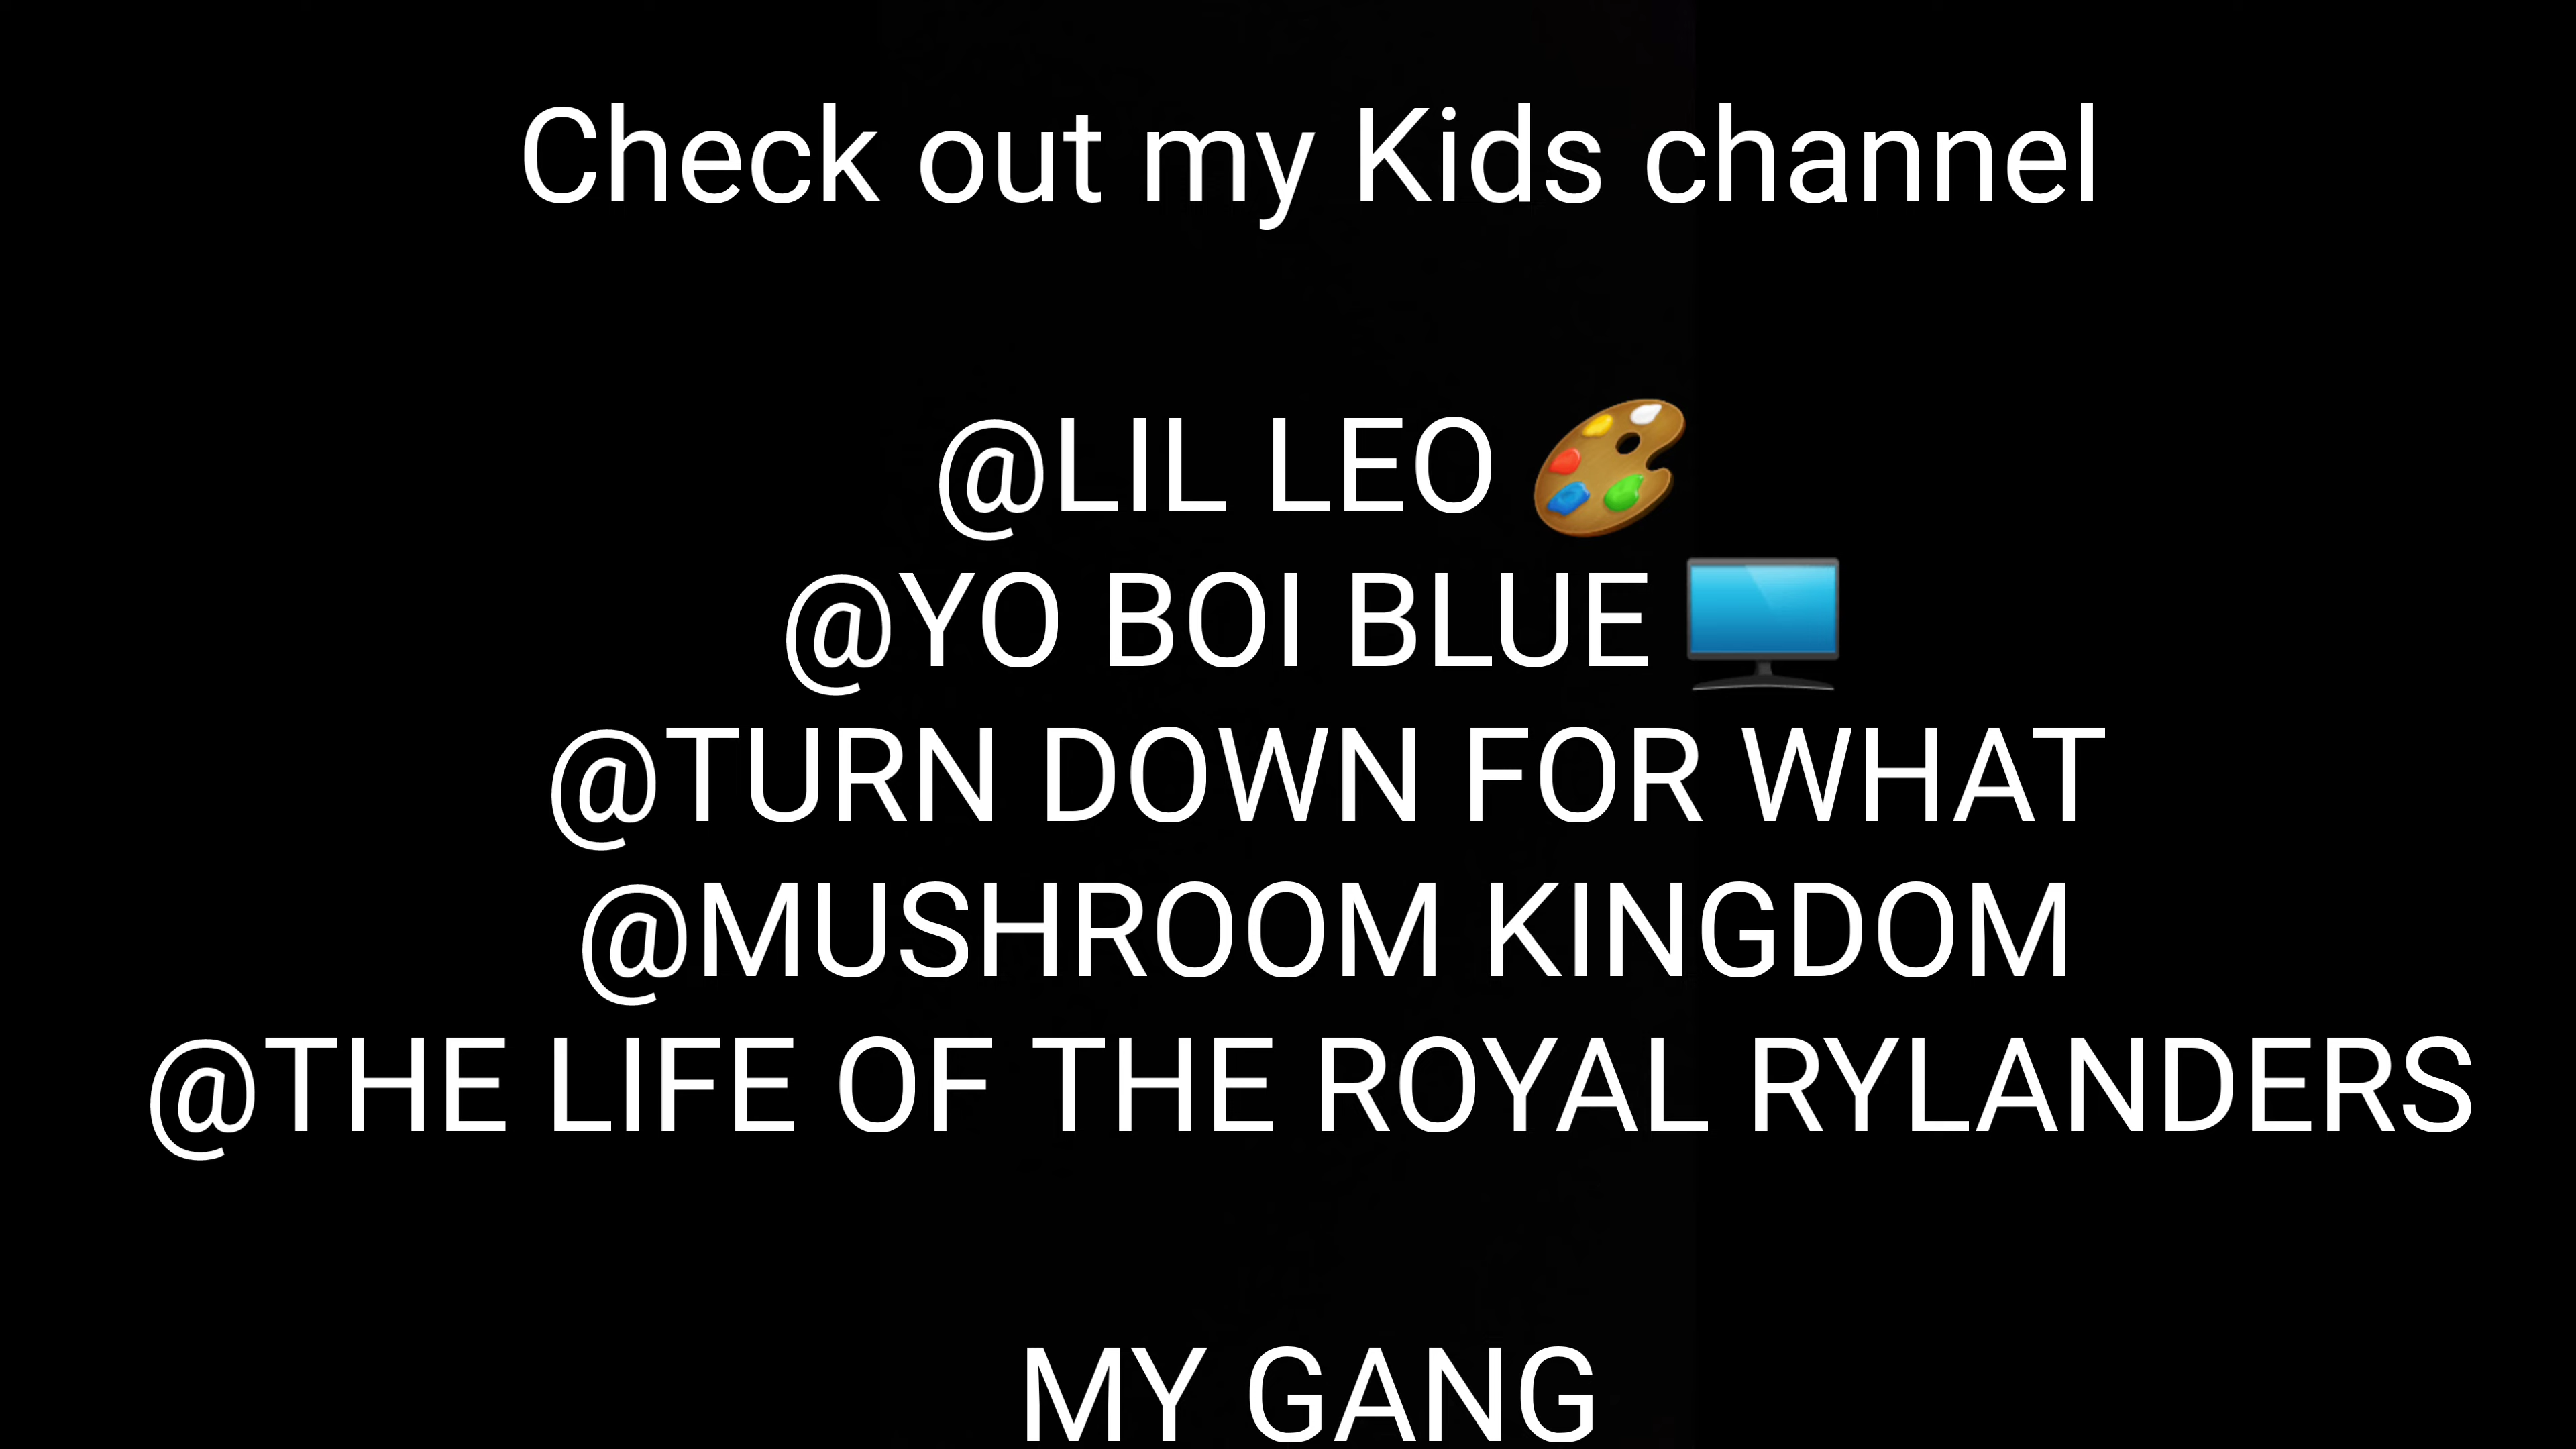 Check out my Kids channel
@LIL LEO 🎨
@YO BOI BLUE 🖥️
@TURN DOWN FOR WHAT
@MUSHROOM KINGDOM
@THE LIFE OF THE ROYAL RYLANDERS
MY GANG